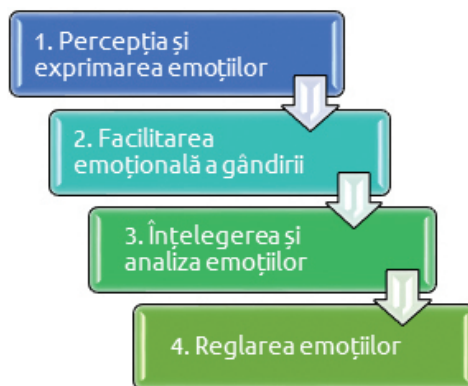 1. Percepția și
exprimarea emoțiilor
2. Facilitarea
emoțională a gândirii
3. Înțelegerea și
analiza emoțiilor
4. Reglarea emoțiilor